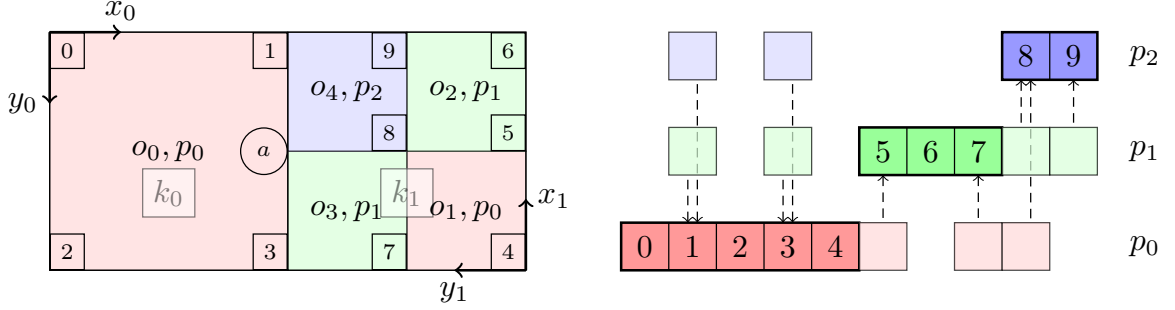 x₀
0 1 9 6 8 p₂
9
y₀ o₄, p₂ o₂, p₁
8 5 5 6 7 p₁
o₀, p₀ a
k₀ o₃, p₁ k₁ o₁, p₀ x₁
2 3 7 4 0 1 2 3 4 p₀
y₁